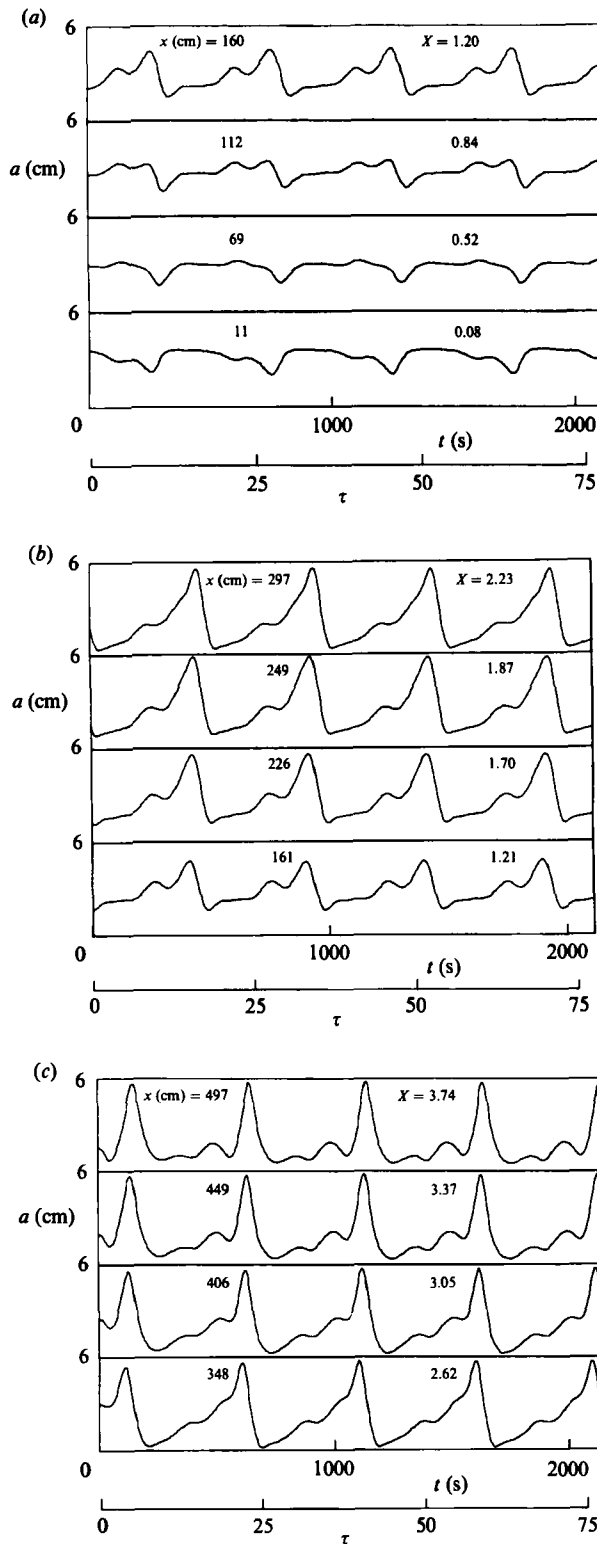 (a)
6
x (cm) = 160 X = 1.20
6
a (cm)
112 0.84
6
69 0.52
6
11 0.08
0 1000 2000
t (s)
0 25 50 75
τ
(b)
6
x (cm) = 297 X = 2.23
6
a (cm)
249 1.87
6
226 1.70
6
161 1.21
0 1000 2000
t (s)
0 25 50 75
τ
(c)
6
x (cm) = 497 X = 3.74
6
a (cm)
449 3.37
6
406 3.05
6
348 2.62
0 1000 2000
t (s)
0 25 50 75
τ